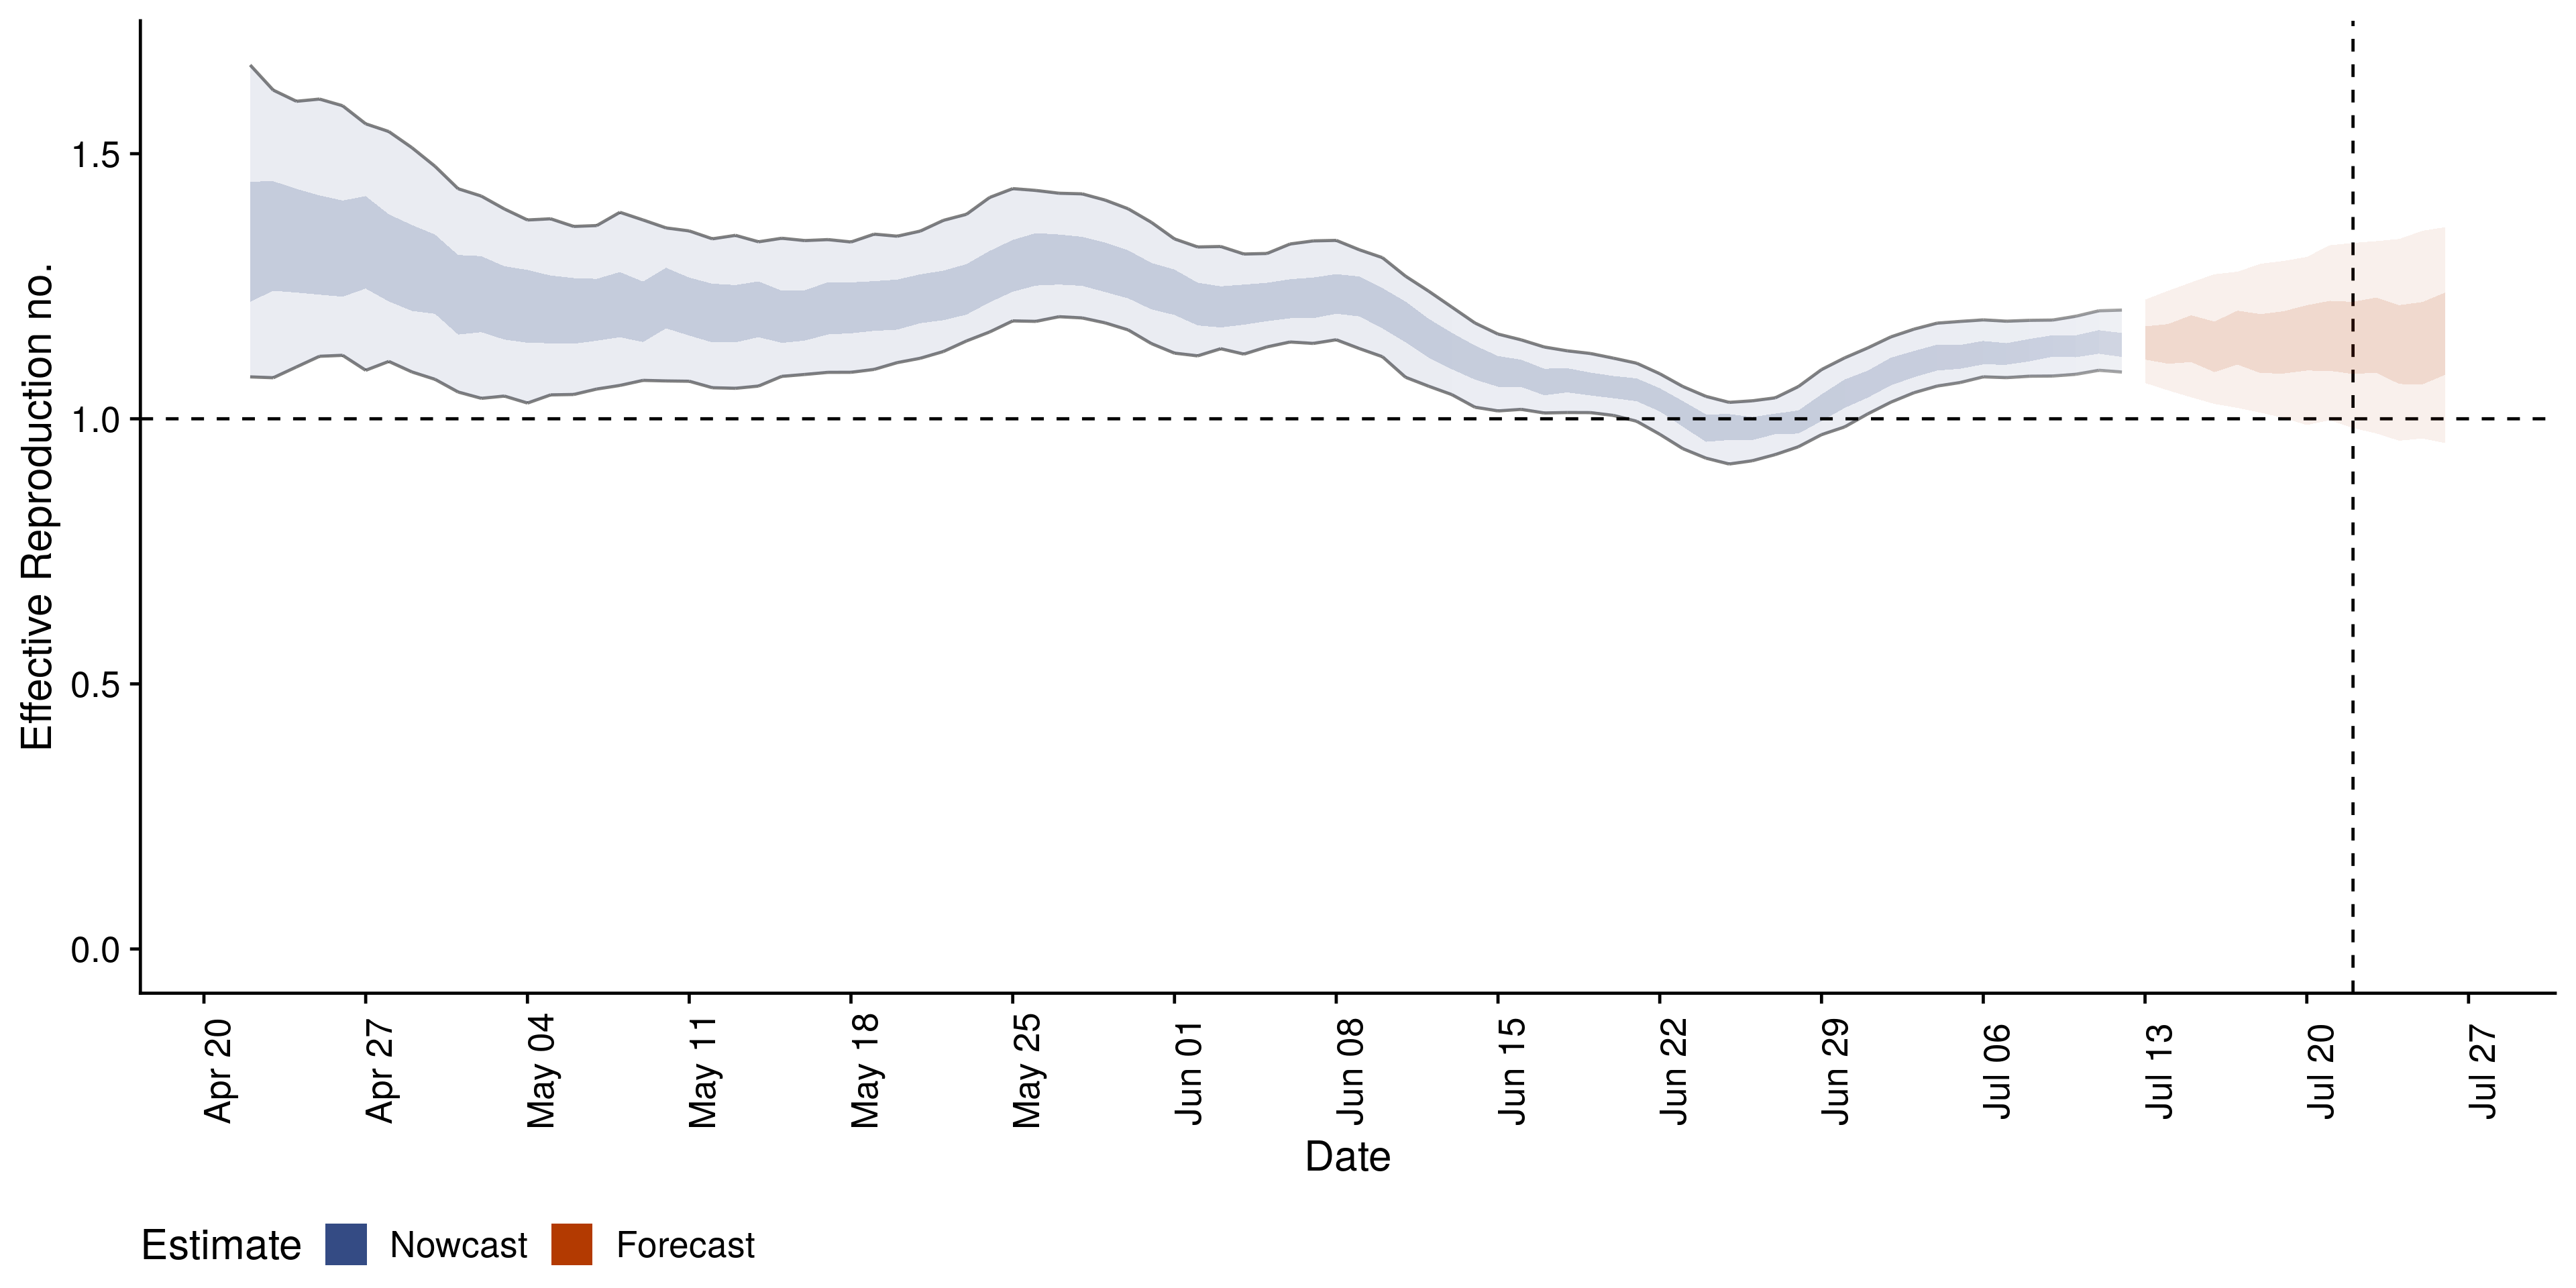 Effective Reproduction no.
1.5
1.0
0.5
0.0
Apr 20
Apr 27
May 04
May 11
May 18
May 25
Jun 01
Jun 08
Jun 15
Jun 22
Jun 29
Jul 06
Jul 13
Jul 20
Jul 27
Date
Estimate Nowcast Forecast